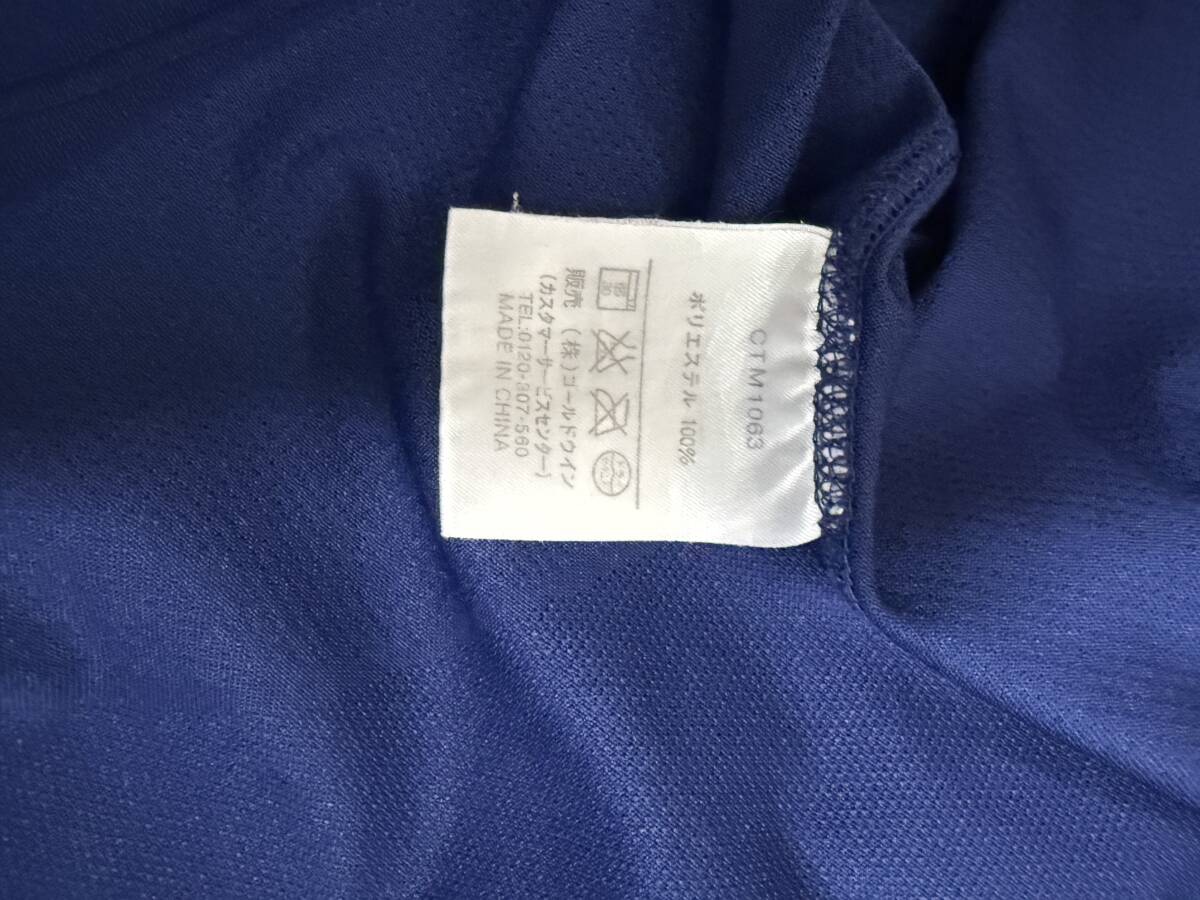 CTM1063
ポリエステル 100%
販売 (株)ゴールドウイン
(カスタマーサービスセンター)
TEL:0120-307-560
MADE IN CHINA